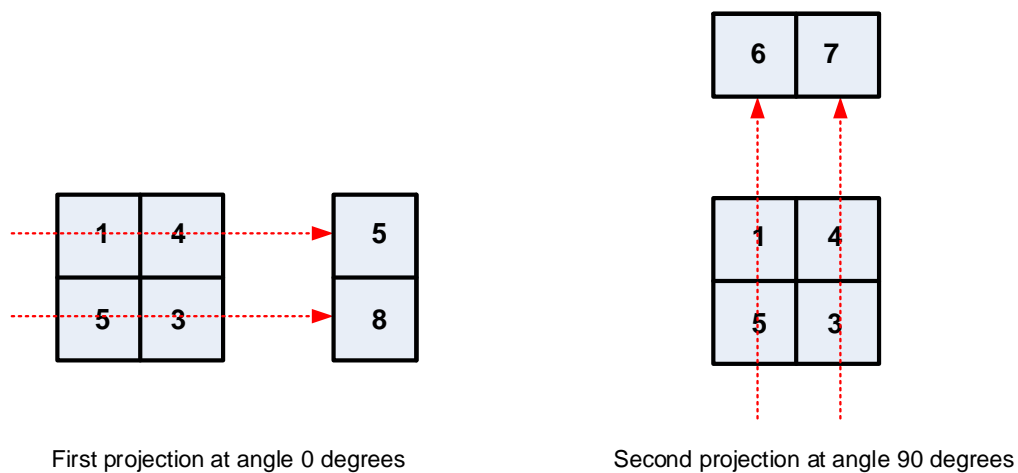 6 7
1 4 5
5 3 8
1 4
5 3
First projection at angle 0 degrees
Second projection at angle 90 degrees